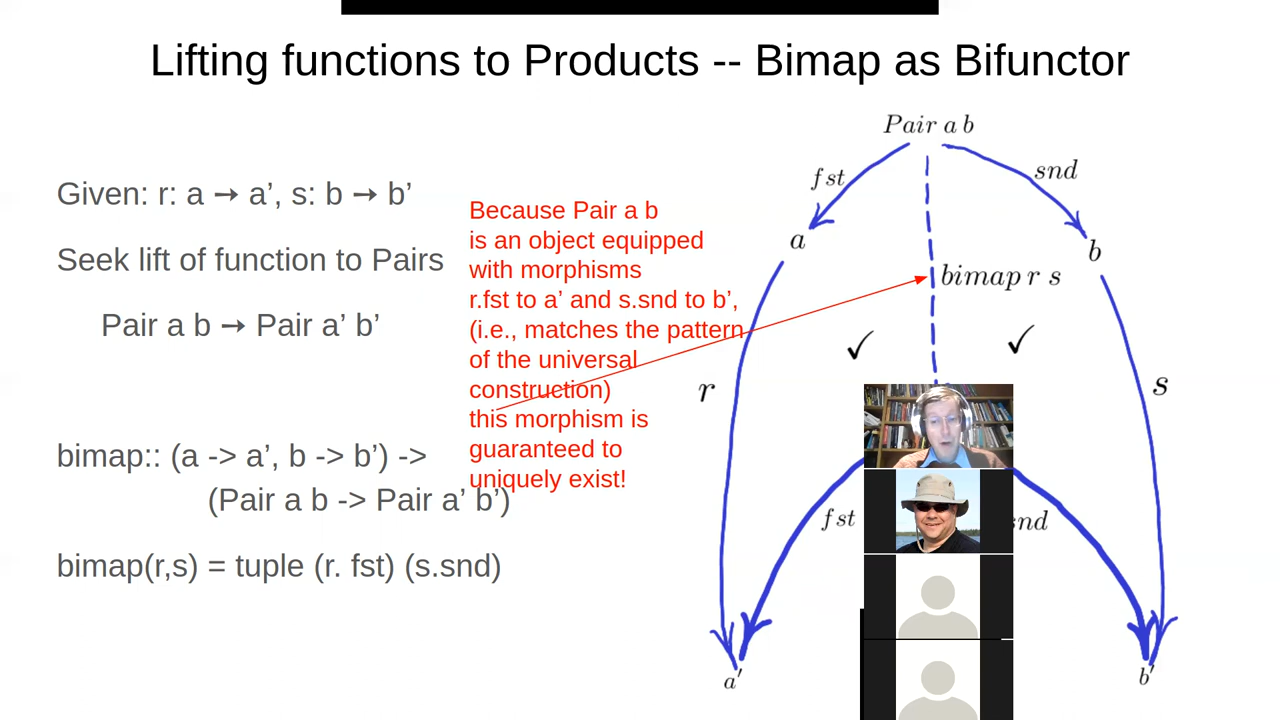 Lifting functions to Products -- Bimap as Bifunctor
Given: r: a → a’, s: b → b’
Seek lift of function to Pairs
Pair a b → Pair a’ b’
bimap:: (a -> a’, b -> b’) ->
(Pair a b -> Pair a’ b’)
bimap(r,s) = tuple (r. fst) (s.snd)
Because Pair a b
is an object equipped
with morphisms
r.fst to a’ and s.snd to b’,
(i.e., matches the pattern
of the universal
construction)
this morphism is
guaranteed to
uniquely exist!
Pair a b
fst
snd
a
b
bimap r s
✓ ✓
r
s
fst
snd
a'
b'